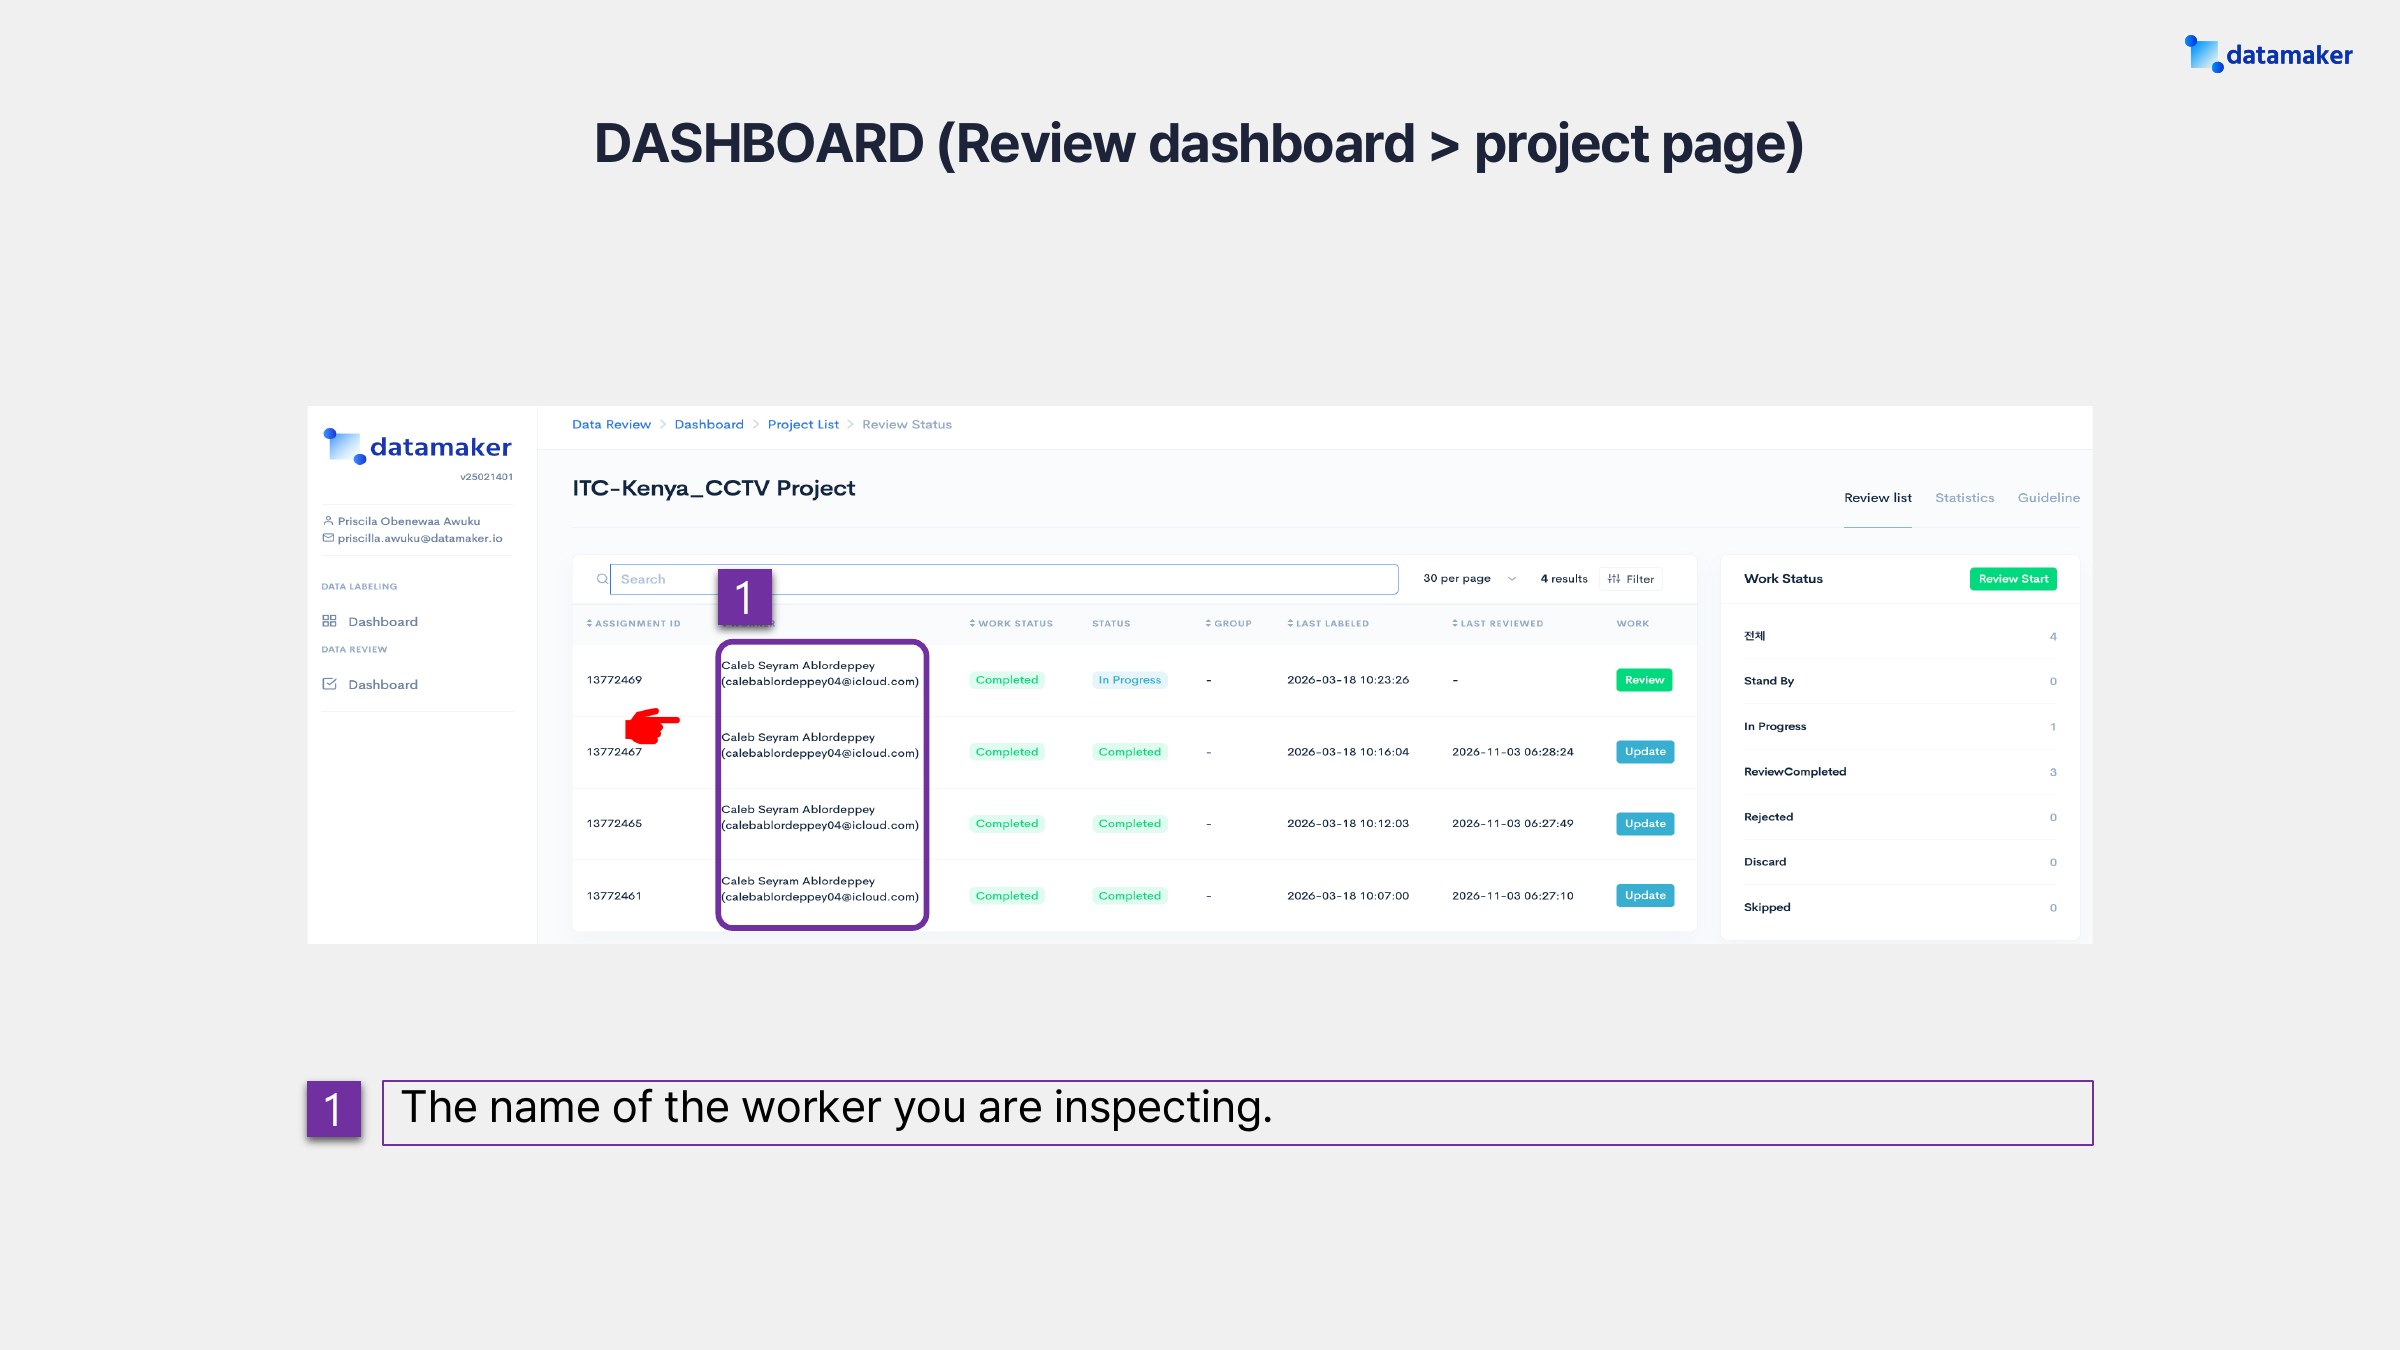 datamaker
DASHBOARD (Review dashboard > project page)
datamaker
v25021401
Priscila Obenewaa Awuku
priscilla.awuku@datamaker.io
DATA LABELING
Dashboard
DATA REVIEW
Dashboard
Data Review > Dashboard > Project List > Review Status
ITC-Kenya_CCTV Project
Review list Statistics Guideline
Search
1
30 per page 4 results Filter
ASSIGNMENT ID WORK STATUS STATUS GROUP LAST LABELED LAST REVIEWED WORK
Caleb Seyram Ablordeppey
13772469 (calebablordeppey04@icloud.com) Completed In Progress - 2026-03-18 10:23:26 - Review
Caleb Seyram Ablordeppey
13772467 (calebablordeppey04@icloud.com) Completed Completed - 2026-03-18 10:16:04 2026-11-03 06:28:24 Update
Caleb Seyram Ablordeppey
13772465 (calebablordeppey04@icloud.com) Completed Completed - 2026-03-18 10:12:03 2026-11-03 06:27:49 Update
Caleb Seyram Ablordeppey
13772461 (calebablordeppey04@icloud.com) Completed Completed - 2026-03-18 10:07:00 2026-11-03 06:27:10 Update
Work Status Review Start
전체 4
Stand By 0
In Progress 1
ReviewCompleted 3
Rejected 0
Discard 0
Skipped 0
1 The name of the worker you are inspecting.